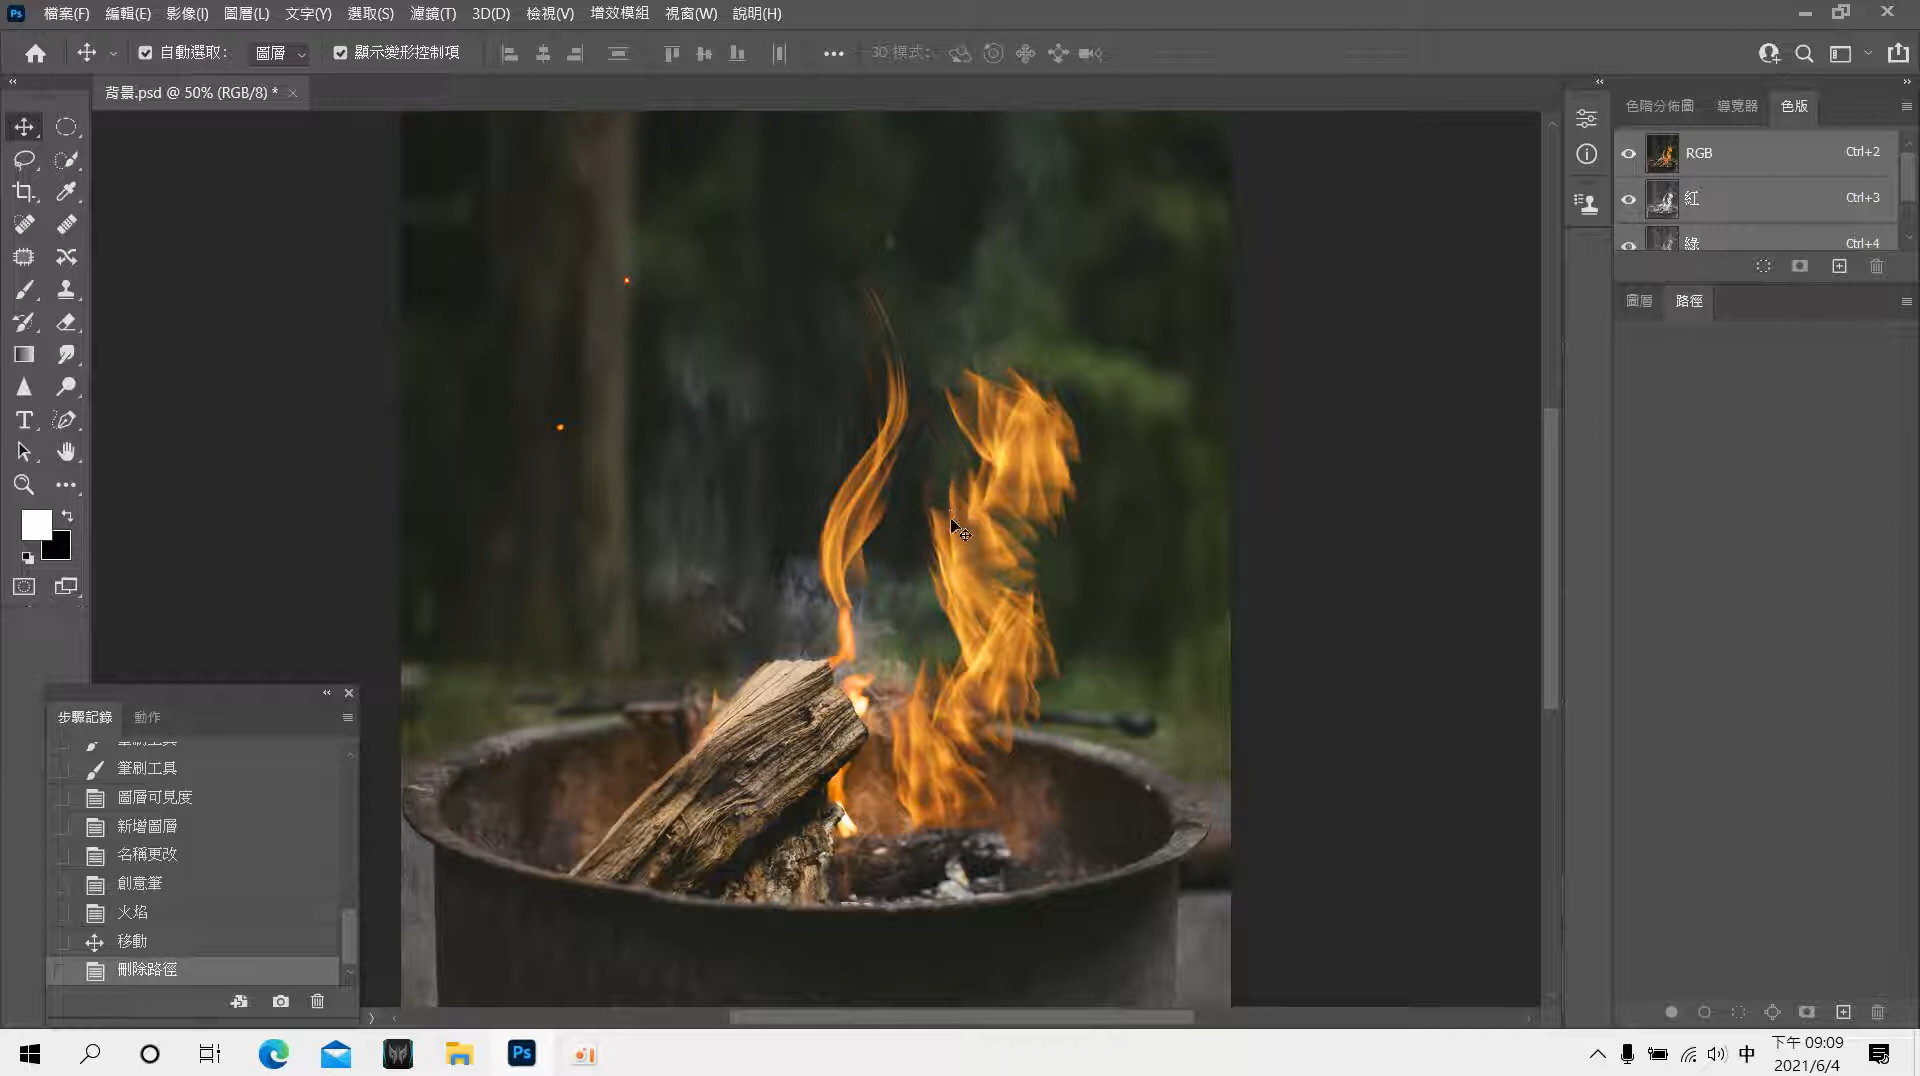 Ps 檔案(F) 編輯(E) 影像(I) 圖層(L) 文字(Y) 選取(S) 濾鏡(T) 3D(D) 檢視(V) 增效模組 視窗(W) 說明(H)
自動選取： 圖層 顯示變形控制項 3D 模式：
背景.psd @ 50% (RGB/8) *
色階分佈圖 導覽器 色版
RGB Ctrl+2
紅 Ctrl+3
綠 Ctrl+4
圖層 路徑
步驟記錄 動作
筆刷工具
筆刷工具
圖層可見度
新增圖層
名稱更改
創意筆
火焰
移動
刪除路徑
Ps
中
下午 09:09
2021/6/4